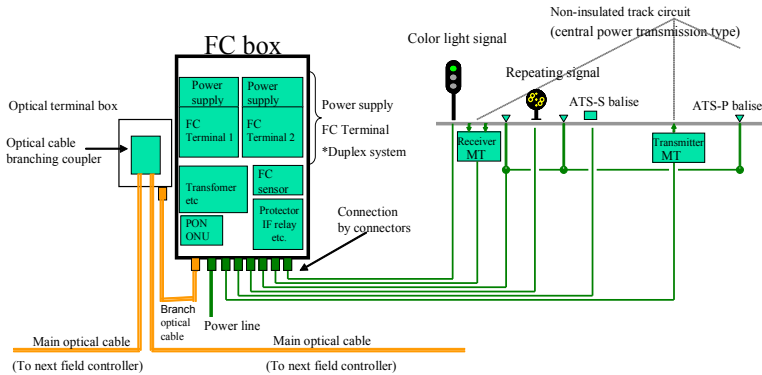 Non-insulated track circuit
(central power transmission type)
FC box
Color light signal
Repeating signal
ATS-S balise
ATS-P balise
Optical terminal box
Optical cable
branching coupler
Power
supply
Power
supply
FC
Terminal 1
FC
Terminal 2
Power supply
FC Terminal
*Duplex system
Receiver
MT
Transmitter
MT
Transfomer
etc
FC
sensor
Protector
IF relay
etc.
PON
ONU
Connection
by connectors
Branch
optical
cable
Power line
Main optical cable
(To next field controller)
Main optical cable
(To next field controller)